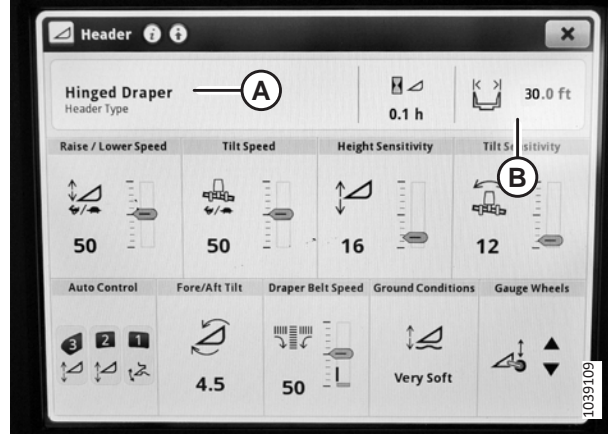 Header
Hinged Draper
Header Type
A
0.1 h
30.0 ft
B
Raise / Lower Speed
Tilt Speed
Height Sensitivity
Tilt Sensitivity
50
50
16
12
Auto Control
Fore/Aft Tilt
Draper Belt Speed
Ground Conditions
Gauge Wheels
3 2 1
4.5
50
Very Soft
1039109